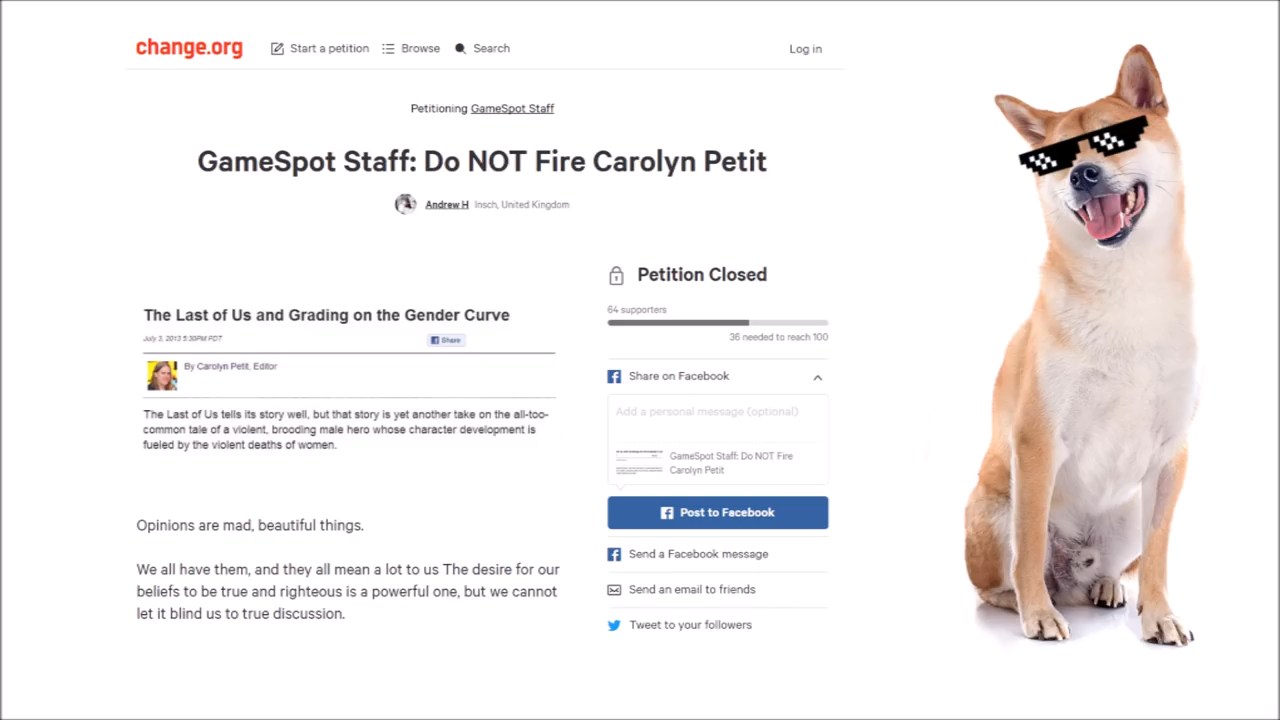 change.org
Start a petition
Browse
Search
Log in
Petitioning GameSpot Staff
GameSpot Staff: Do NOT Fire Carolyn Petit
Andrew H Insch, United Kingdom
The Last of Us and Grading on the Gender Curve
July 3, 2013 5:30PM PDT
Share
By Carolyn Petit, Editor
The Last of Us tells its story well, but that story is yet another take on the all-too-
common tale of a violent, brooding male hero whose character development is
fueled by the violent deaths of women.
Opinions are mad, beautiful things.
We all have them, and they all mean a lot to us The desire for our
beliefs to be true and righteous is a powerful one, but we cannot
let it blind us to true discussion.
Petition Closed
64 supporters
36 needed to reach 100
Share on Facebook
Add a personal message (optional)
GameSpot Staff: Do NOT Fire
Carolyn Petit
Post to Facebook
Send a Facebook message
Send an email to friends
Tweet to your followers